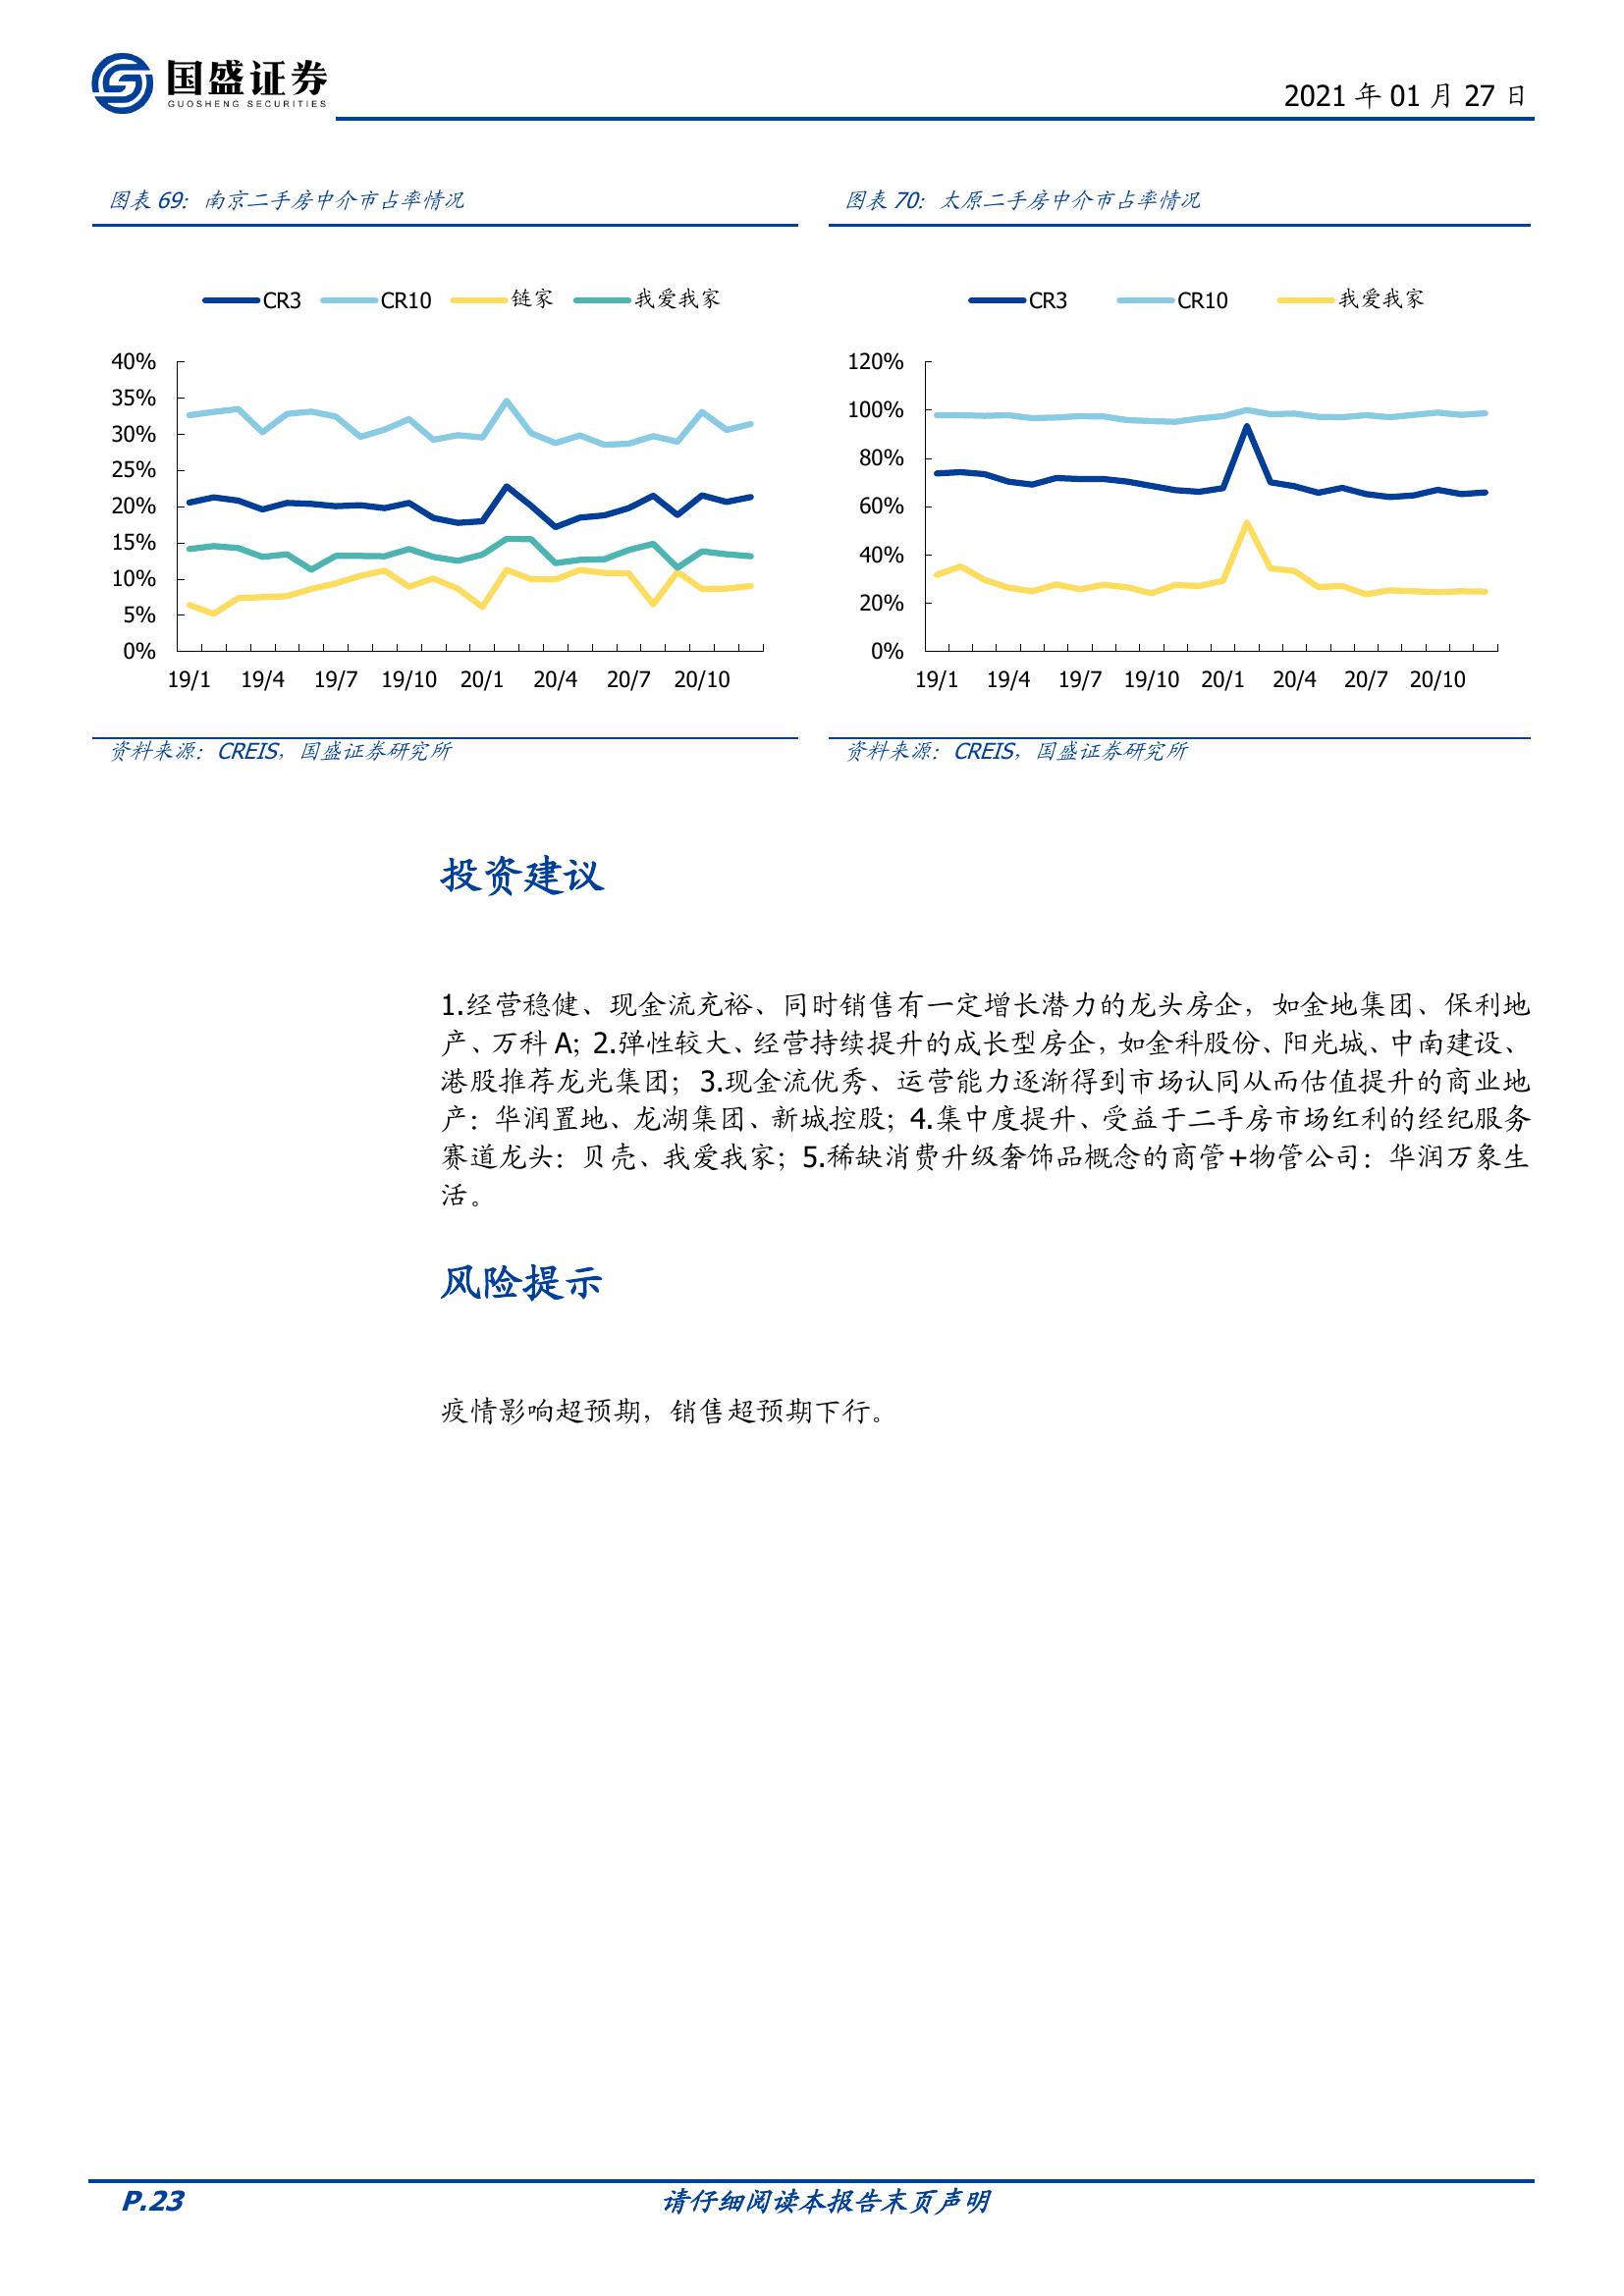 国盛证券
GUOSHENG SECURITIES
2021 年 01 月 27 日
图表 69：南京二手房中介市占率情况
CR3 CR10 链家 我爱我家
40%
35%
30%
25%
20%
15%
10%
5%
0%
19/1 19/4 19/7 19/10 20/1 20/4 20/7 20/10
资料来源：CREIS，国盛证券研究所
图表 70：太原二手房中介市占率情况
CR3 CR10 我爱我家
120%
100%
80%
60%
40%
20%
0%
19/1 19/4 19/7 19/10 20/1 20/4 20/7 20/10
资料来源：CREIS，国盛证券研究所
投资建议
1.经营稳健、现金流充裕、同时销售有一定增长潜力的龙头房企，如金地集团、保利地
产、万科 A；2.弹性较大、经营持续提升的成长型房企，如金科股份、阳光城、中南建设、
港股推荐龙光集团；3.现金流优秀、运营能力逐渐得到市场认同从而估值提升的商业地
产：华润置地、龙湖集团、新城控股；4.集中度提升、受益于二手房市场红利的经纪服务
赛道龙头：贝壳、我爱我家；5.稀缺消费升级奢饰品概念的商管+物管公司：华润万象生
活。
风险提示
疫情影响超预期，销售超预期下行。
P.23 请仔细阅读本报告末页声明